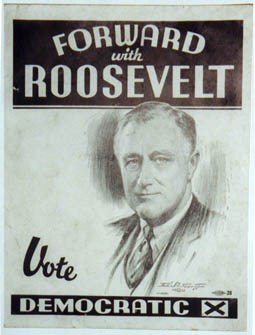 FORWARD
with
ROOSEVELT
Vote
DEMOCRATIC X